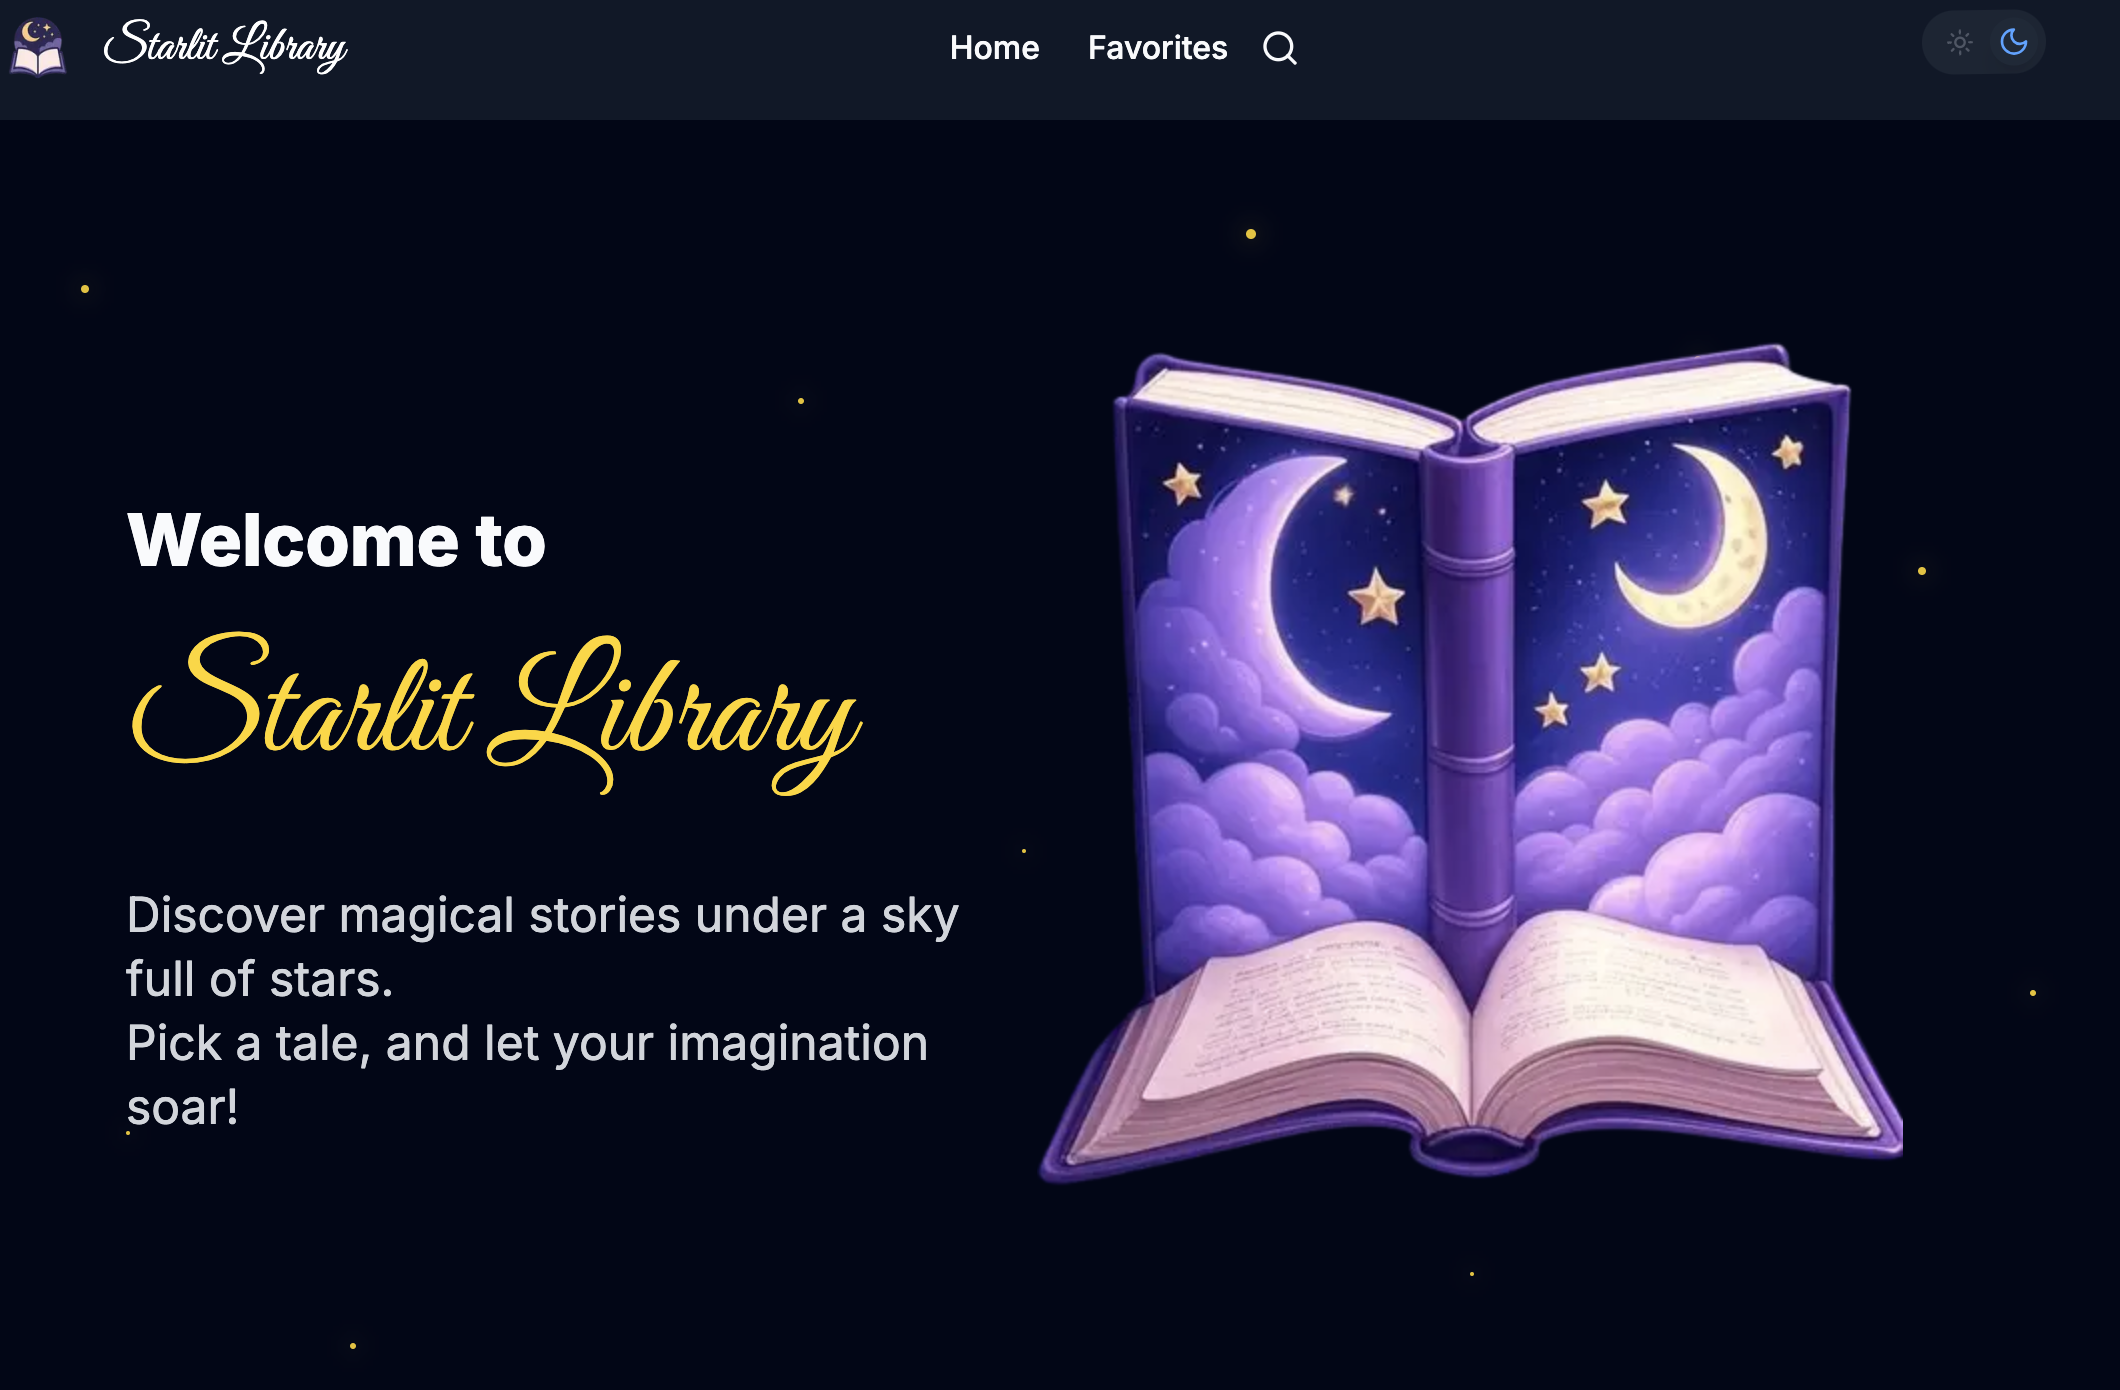 Starlit Library
Home Favorites
Welcome to
Starlit Library
Discover magical stories under a sky
full of stars.
Pick a tale, and let your imagination
soar!